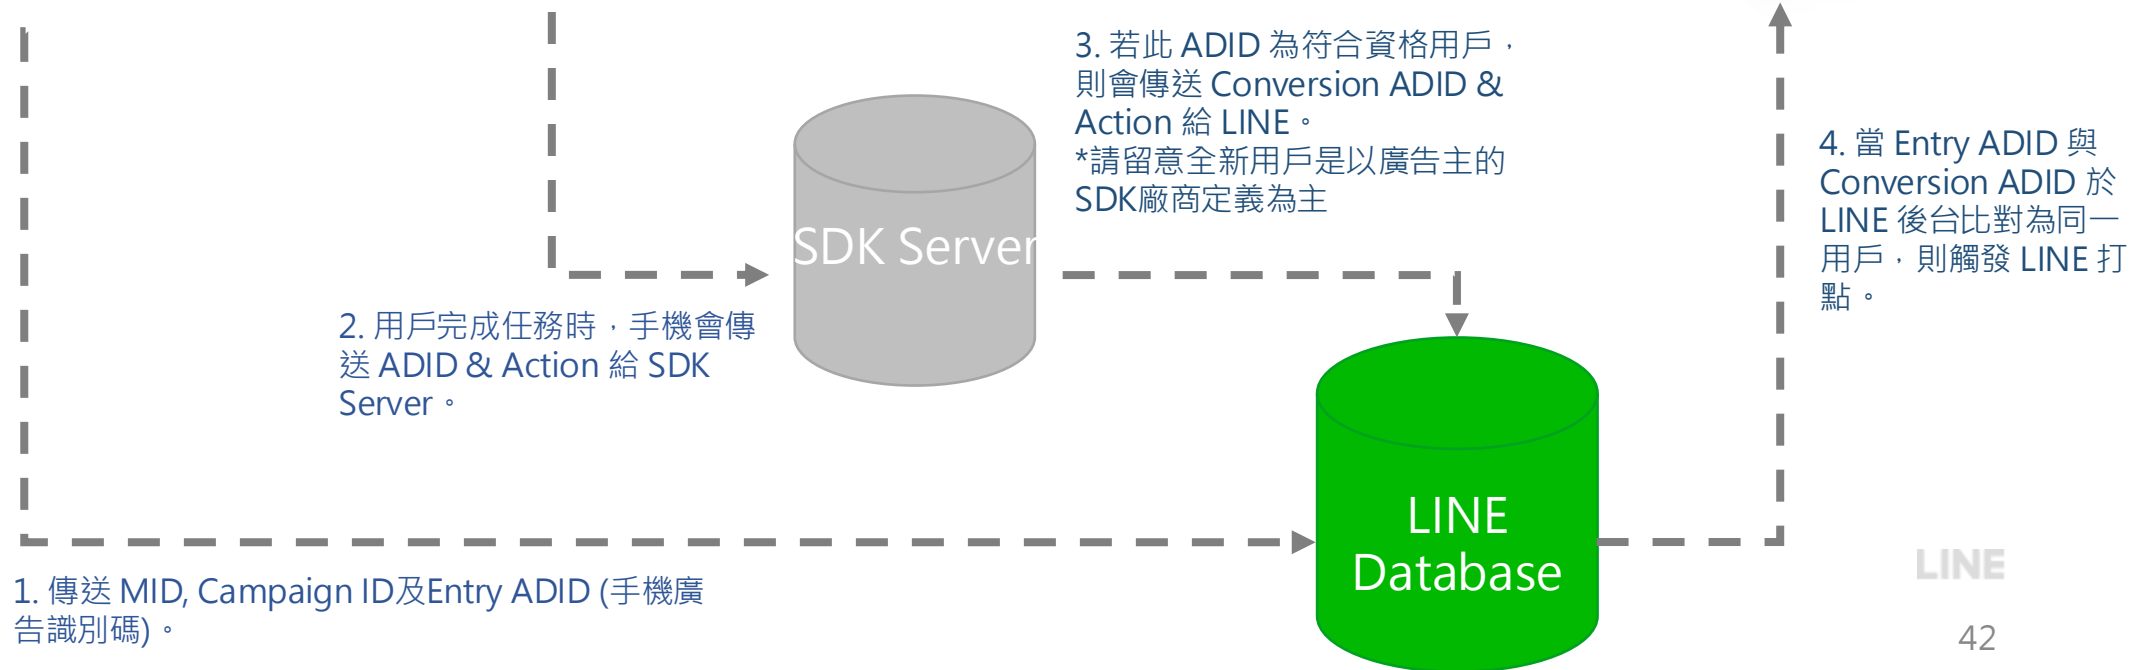 3. 若此 ADID 為符合資格用戶，
則會傳送 Conversion ADID &
Action 給 LINE。
*請留意全新用戶是以廣告主的
SDK廠商定義為主
4. 當 Entry ADID 與
Conversion ADID 於
LINE 後台比對為同一
用戶，則觸發 LINE 打
點。
SDK Server
2. 用戶完成任務時，手機會傳
送 ADID & Action 給 SDK
Server。
LINE
Database
1. 傳送 MID, Campaign ID及Entry ADID (手機廣
告識別碼)。
LINE
42